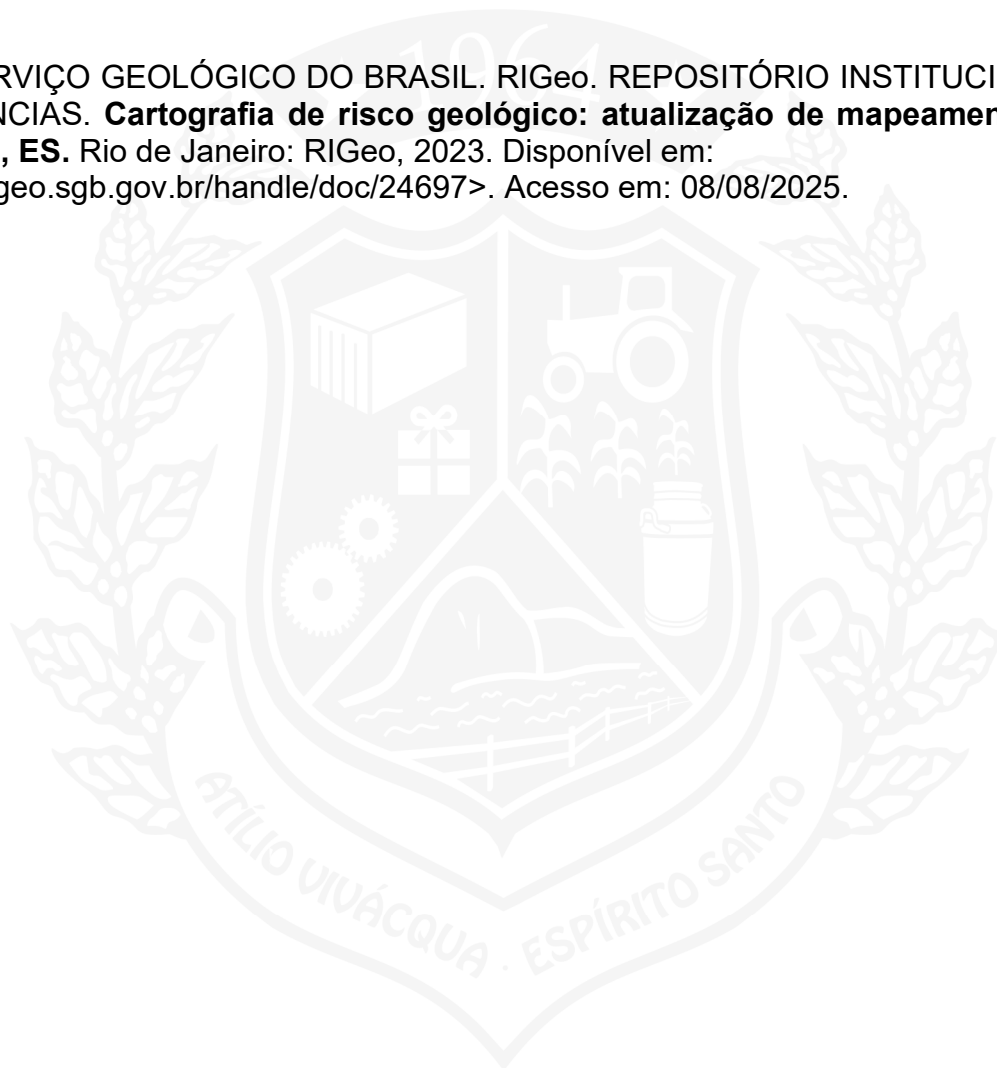 RVIÇO GEOLÓGICO DO BRASIL. RIGeo. REPOSITÓRIO INSTITUCI
NCIAS. Cartografia de risco geológico: atualização de mapeamen
, ES. Rio de Janeiro: RIGeo, 2023. Disponível em:
geo.sgb.gov.br/handle/doc/24697>. Acesso em: 08/08/2025.
1964
ATÍLIO VIVÁCQUA · ESPÍRITO SANTO